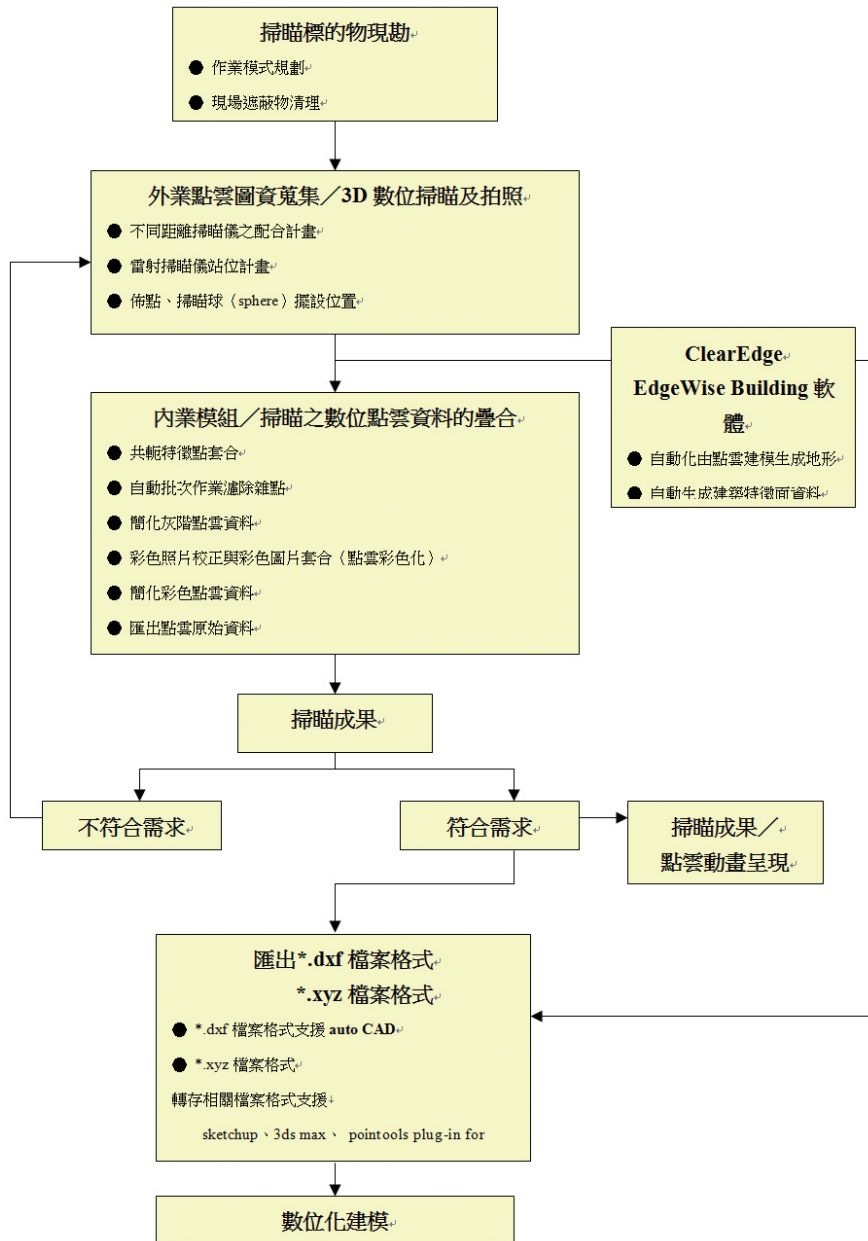 掃瞄標的物現勘
● 作業模式規劃
● 現場遮蔽物清理
外業點雲圖資蒐集／3D 數位掃瞄及拍照
● 不同距離掃瞄儀之配合計畫
● 雷射掃瞄儀站位計畫
● 佈點、掃瞄球（sphere）擺設位置
ClearEdge
EdgeWise Building 軟
體
● 自動化由點雲建模生成地形
● 自動生成建築特徵面資料
內業模組／掃瞄之數位點雲資料的疊合
● 共軛特徵點套合
● 自動批次作業濾除雜點
● 簡化灰階點雲資料
● 彩色照片校正與彩色圖片套合（點雲彩色化）
● 簡化彩色點雲資料
● 匯出點雲原始資料
掃瞄成果
不符合需求
符合需求
掃瞄成果／
點雲動畫呈現
匯出*.dxf 檔案格式
*.xyz 檔案格式
● *.dxf 檔案格式支援 auto CAD
● *.xyz 檔案格式
轉存相關檔案格式支援
sketchup、3ds max、 pointools plug-in for
數位化建模